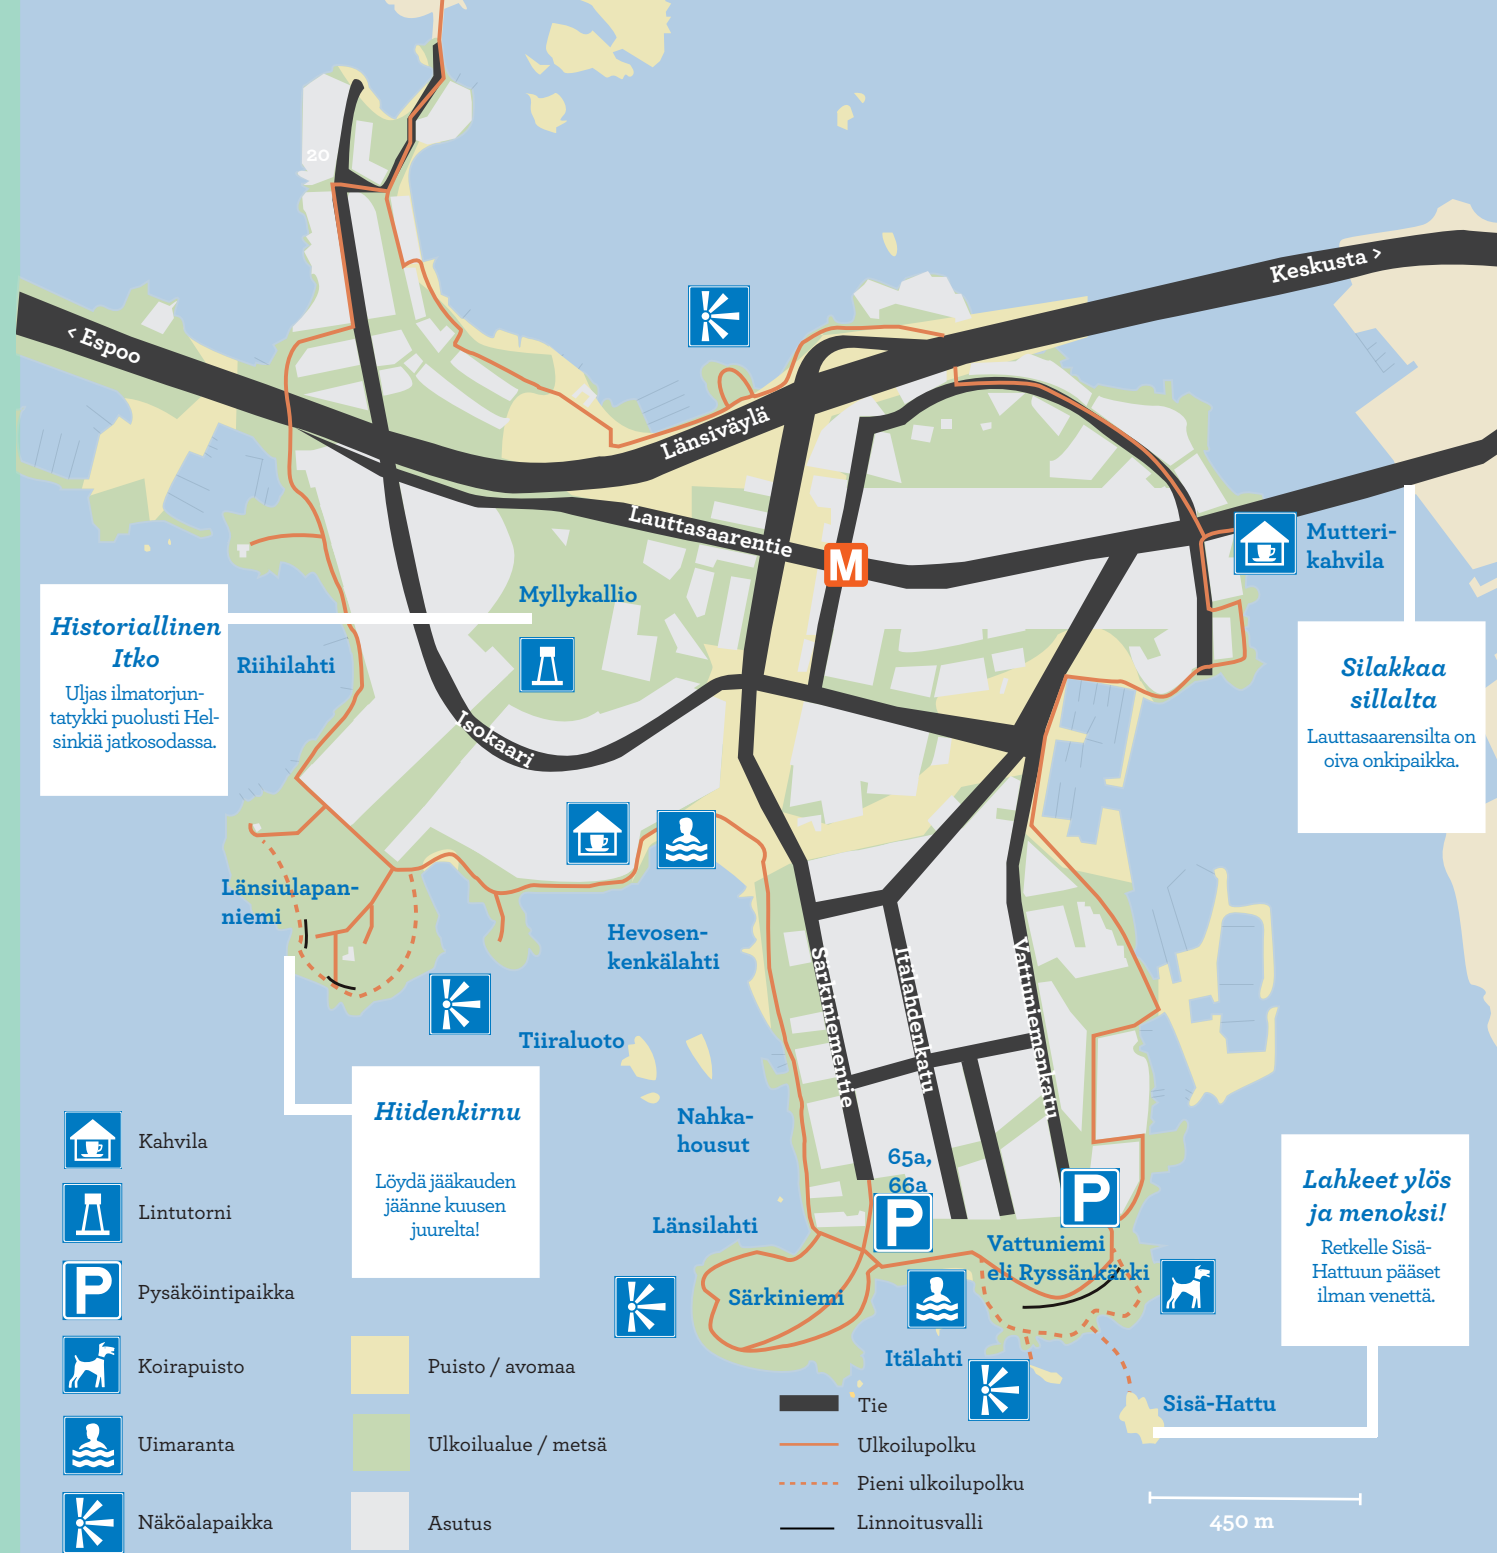 20
< Espoo
Keskusta >
Länsiväylä
Lauttasaarentie
M
Mutteri-
kahvila
Myllykallio
Historiallinen
Itko
Uljas ilmatorjun-
tatykki puolusti Hel-
sinkiä jatkosodassa.
Riihilahti
Isokaari
Silakkaa
sillalta
Lauttasaarensilta on
oiva onkipaikka.
Länsiulapan-
niemi
Hevosen-
kenkälahti
Särkiniementie
Itälahdenkatu
Vattuniemenkatu
Tiiraluoto
Hiidenkirnu
Löydä jääkauden
jäänne kuusen
juurelta!
Nahka-
housut
65a,
66a
P
P
Länsilahti
Vattuniemi
eli Ryssänkärki
Särkiniemi
Itälahti
Lahkeet ylös
ja menoksi!
Retkelle Sisä-
Hattuun pääset
ilman venettä.
Sisä-Hattu
Kahvila
Lintutorni
P
Pysäköintipaikka
Koirapuisto
Uimaranta
Näköalapaikka
Puisto / avomaa
Ulkoilualue / metsä
Asutus
Tie
Ulkoilupolku
Pieni ulkoilupolku
Linnoitusvalli
450 m